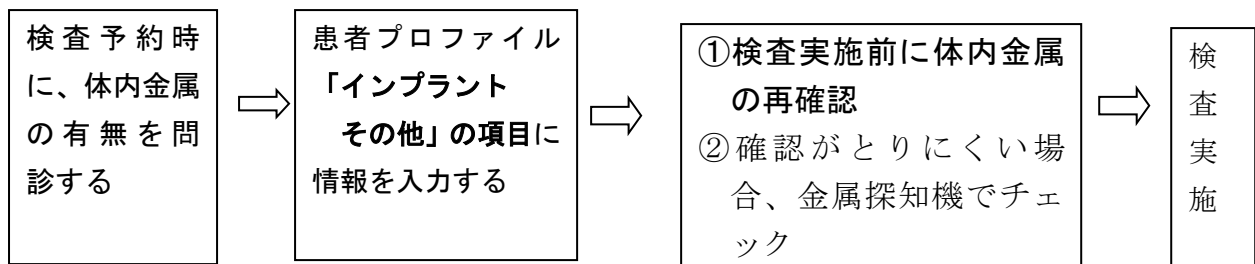 検査予約時
に、体内金属
の有無を問
診する
患者プロファイル
「インプラント
その他」の項目に
情報を入力する
①検査実施前に体内金属
の再確認
②確認がとりにくい場
合、金属探知機でチェ
ック
検
査
実
施